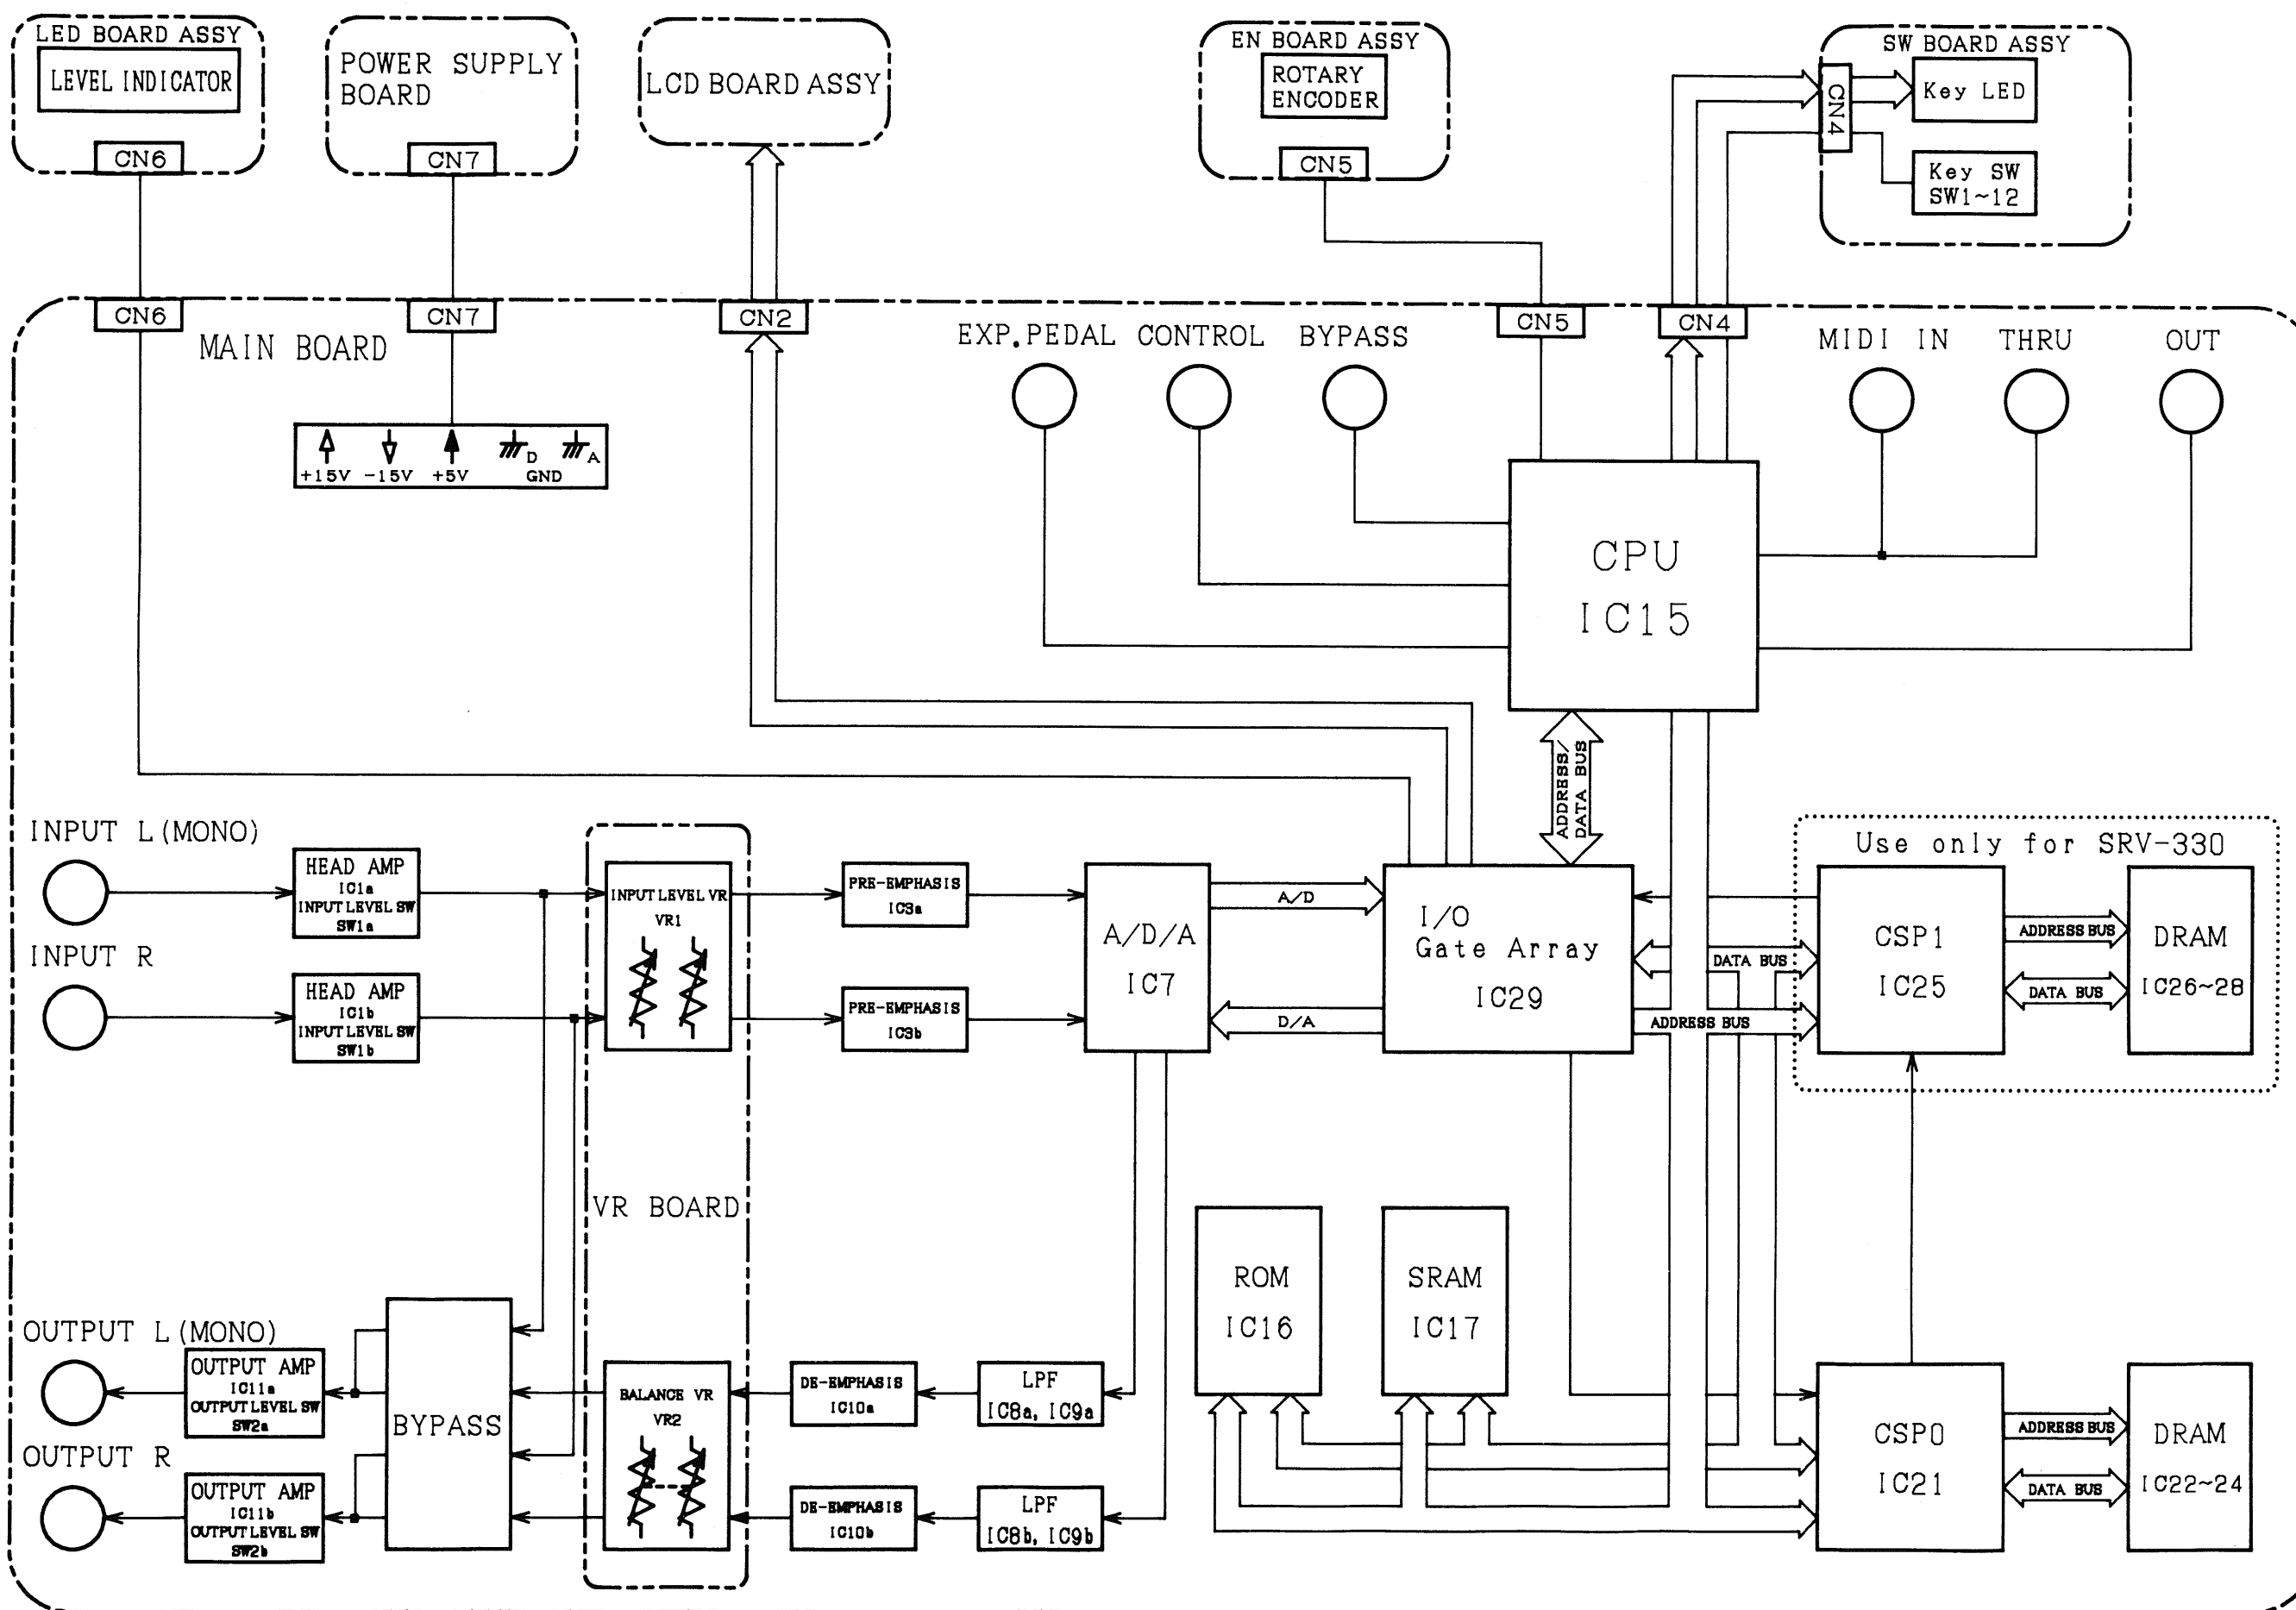 LED BOARD ASSY
LEVEL INDICATOR
CN6
POWER SUPPLY
BOARD
CN7
LCD BOARD ASSY
EN BOARD ASSY
ROTARY
ENCODER
CN5
SW BOARD ASSY
CN4
Key LED
Key SW
SW1~12
CN6
CN7
CN2
CN5
CN4
MAIN BOARD
EXP.PEDAL
CONTROL
BYPASS
MIDI IN
THRU
OUT
+15V
-15V
+5V
D
GND
A
CPU
IC15
ADDRESS/
DATA BUS
INPUT L(MONO)
HEAD AMP
IC1a
INPUT LEVEL SW
SW1a
INPUT R
HEAD AMP
IC1b
INPUT LEVEL SW
SW1b
INPUT LEVEL VR
VR1
PRE-EMPHASIS
IC3a
PRE-EMPHASIS
IC3b
A/D/A
IC7
A/D
D/A
I/O
Gate Array
IC29
DATA BUS
ADDRESS BUS
Use only for SRV-330
CSP1
IC25
ADDRESS BUS
DATA BUS
DRAM
IC26~28
VR BOARD
ROM
IC16
SRAM
IC17
OUTPUT L(MONO)
OUTPUT AMP
IC11a
OUTPUT LEVEL SW
SW2a
OUTPUT R
OUTPUT AMP
IC11b
OUTPUT LEVEL SW
SW2b
BYPASS
BALANCE VR
VR2
DE-EMPHASIS
IC10a
LPF
IC8a, IC9a
DE-EMPHASIS
IC10b
LPF
IC8b, IC9b
CSP0
IC21
ADDRESS BUS
DATA BUS
DRAM
IC22~24